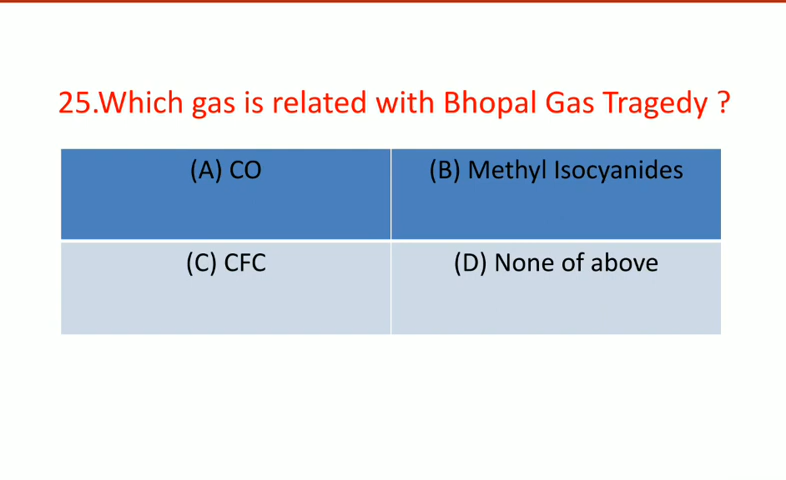 25.Which gas is related with Bhopal Gas Tragedy ?
(A) CO
(B) Methyl Isocyanides
(C) CFC
(D) None of above